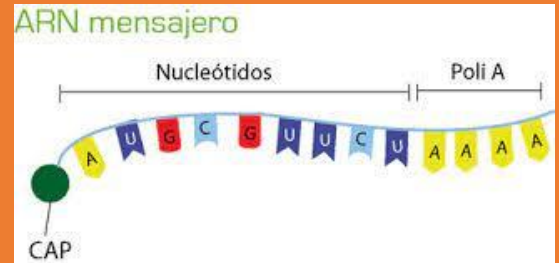 ARN mensajero
Nucleótidos Poli A
A U G C G U U C U A A A A
CAP